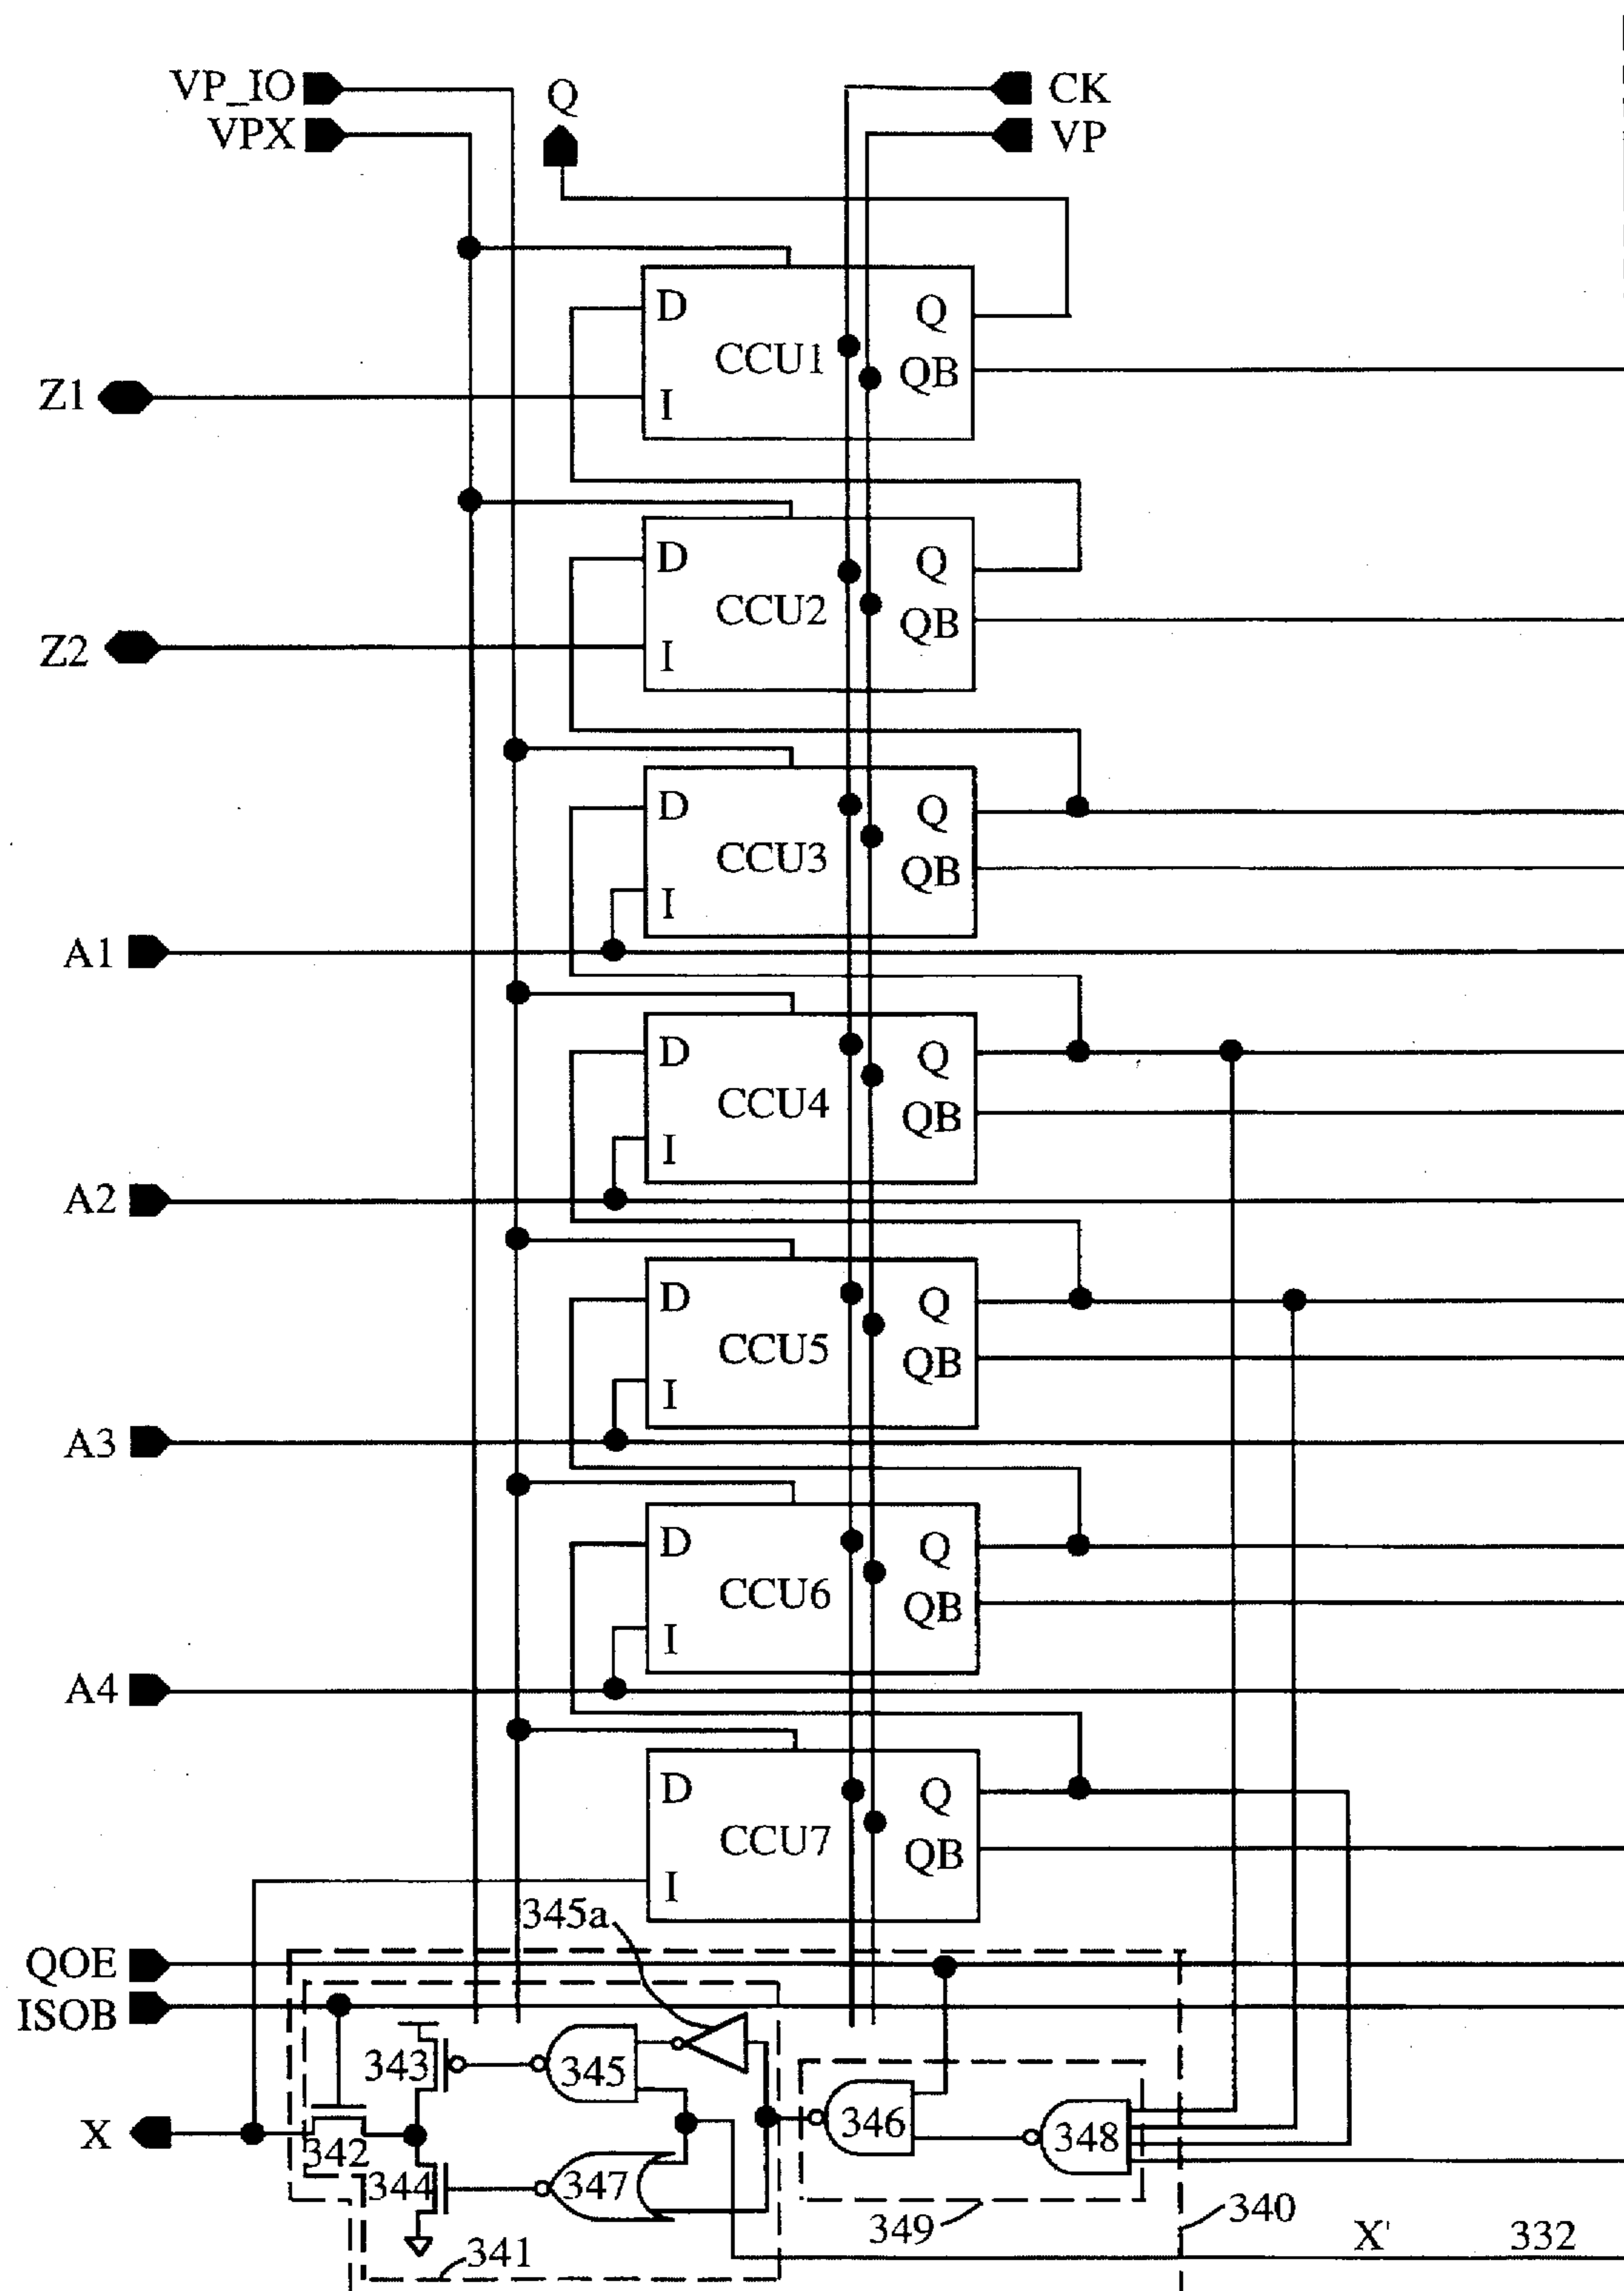 VP_IO
Q
CK
VPX
VP
D
Q
CCU1
QB
Z1
I
D
Q
CCU2
QB
Z2
I
D
Q
CCU3
QB
I
A1
D
Q
CCU4
QB
I
A2
D
Q
CCU5
QB
I
A3
D
Q
CCU6
QB
I
A4
D
Q
CCU7
QB
I
345a
QOE
ISOB
343
345
346
348
X
342
344
347
349
340
341
X'
332